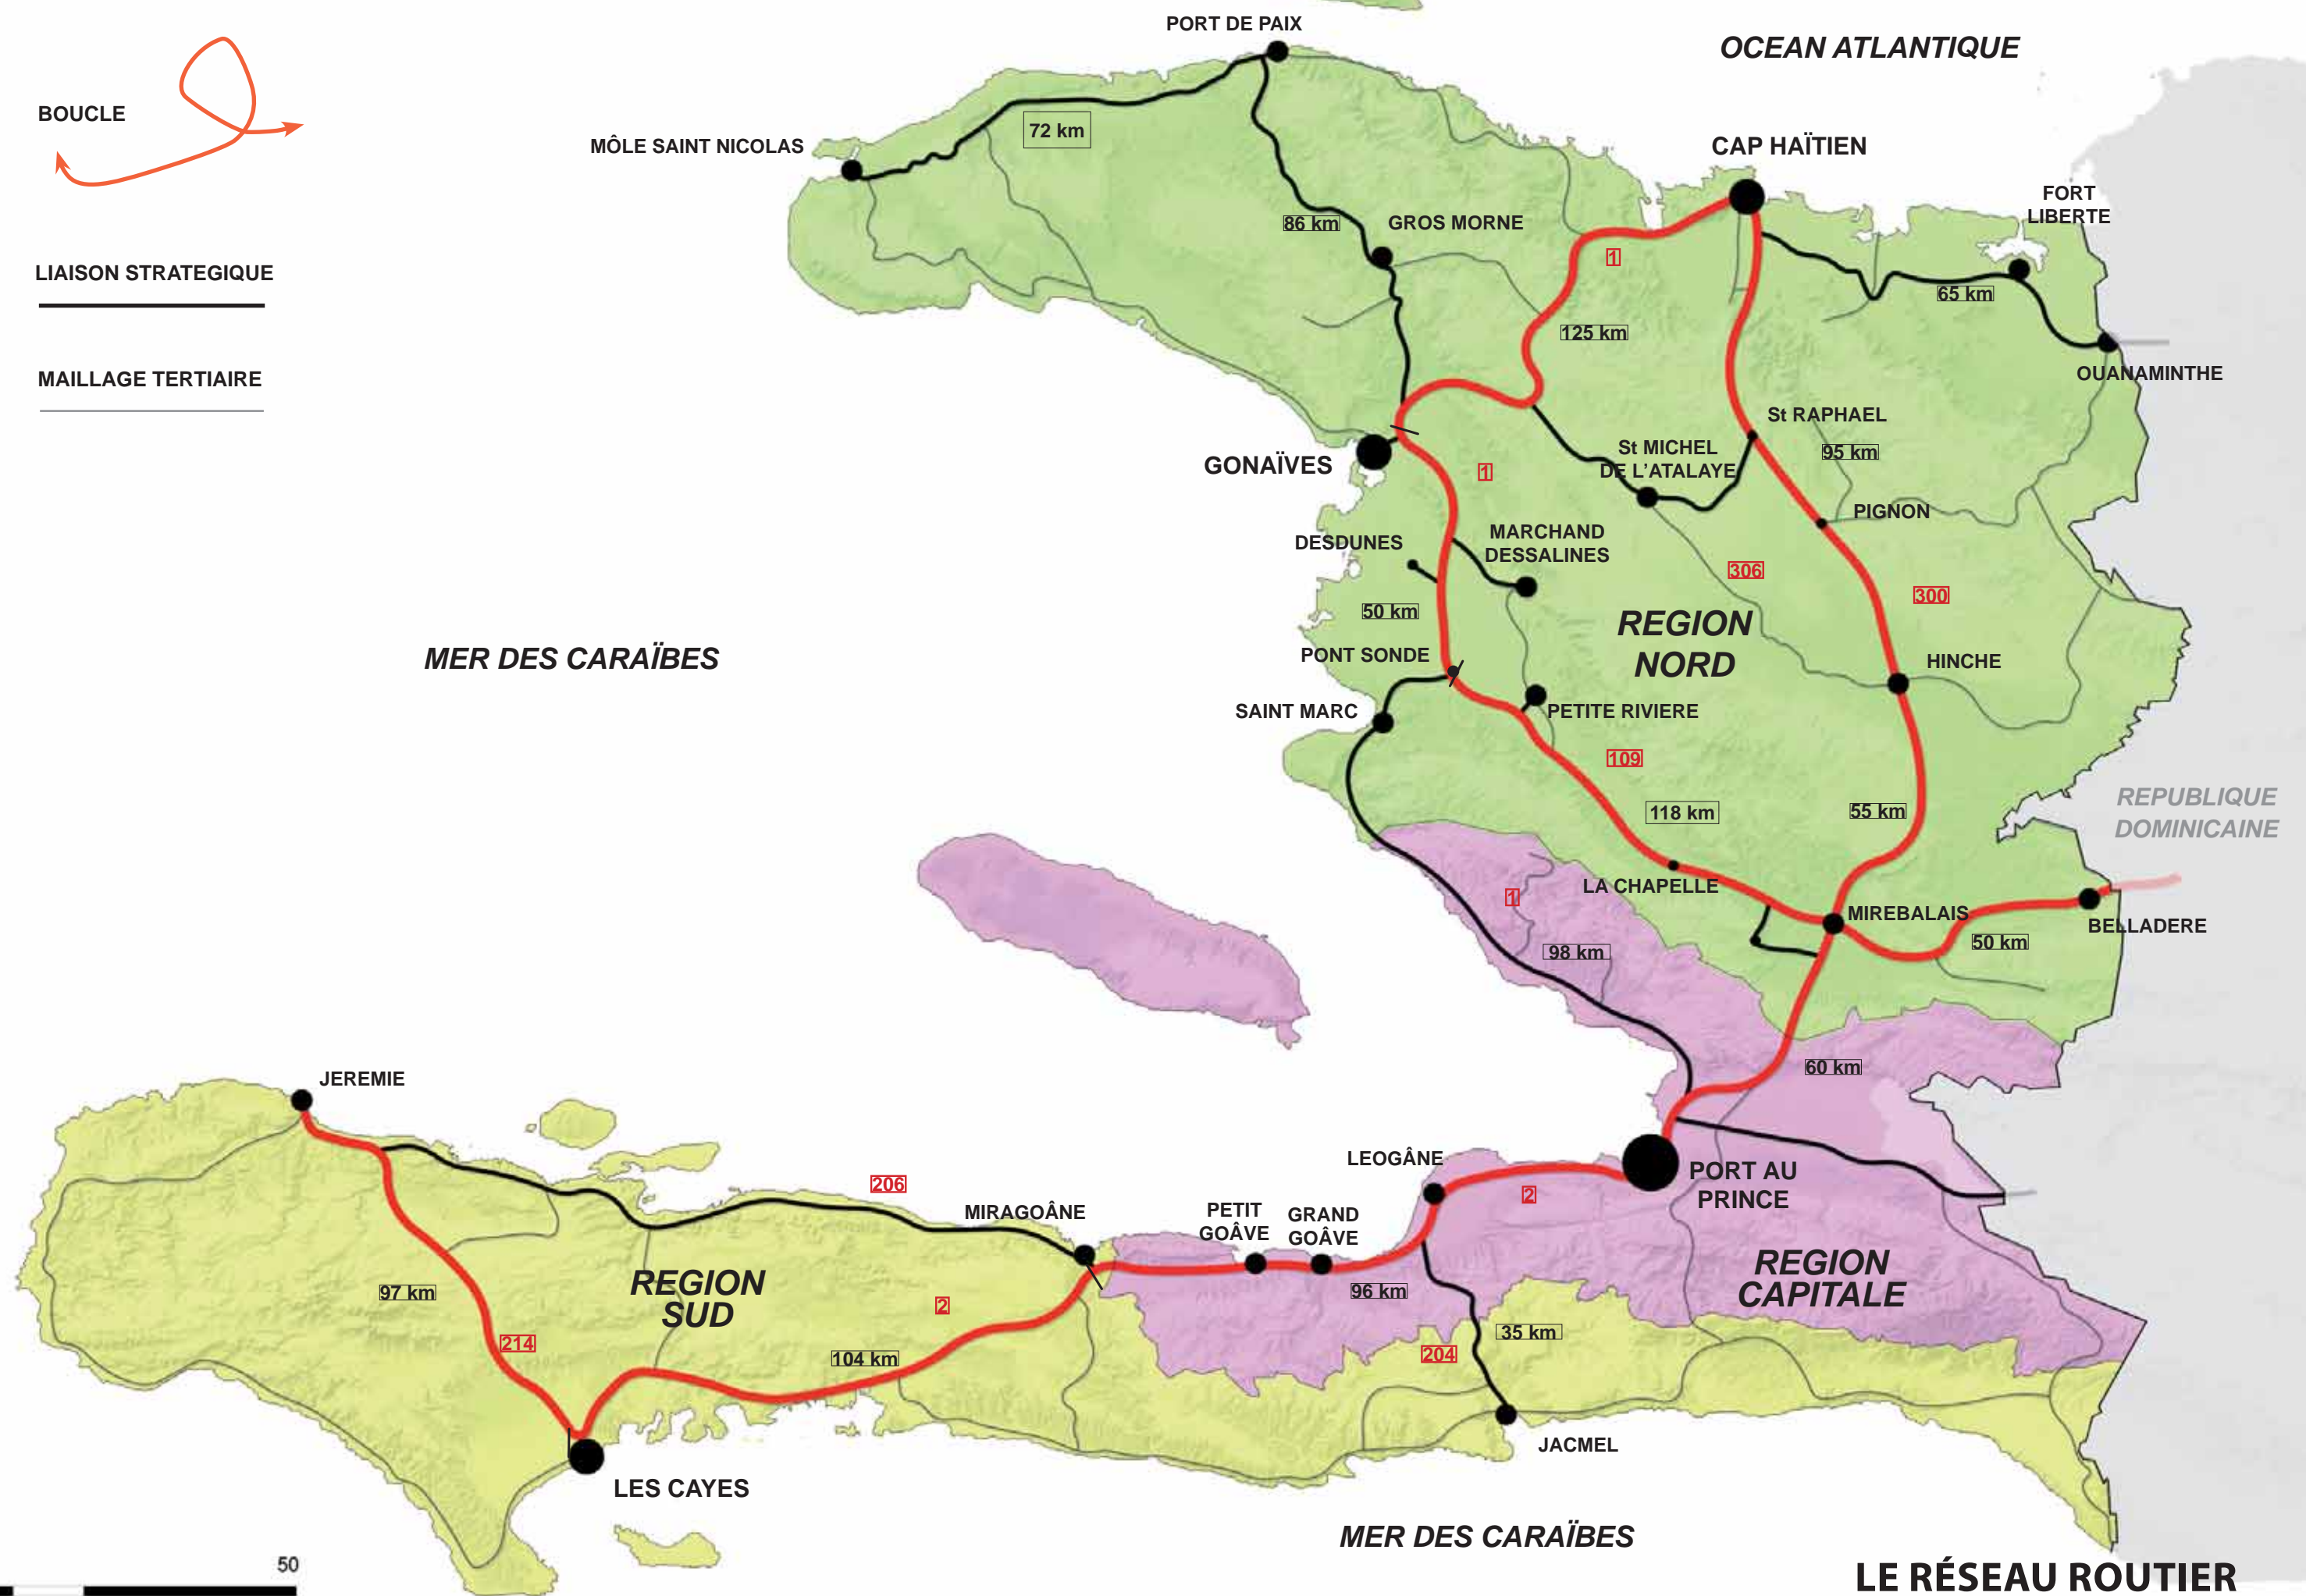 PORT DE PAIX
OCEAN ATLANTIQUE
BOUCLE
72 km
MÔLE SAINT NICOLAS
CAP HAÏTIEN
FORT
LIBERTE
86 km
GROS MORNE
1
LIAISON STRATEGIQUE
65 km
125 km
MAILLAGE TERTIAIRE
OUANAMINTHE
St RAPHAEL
95 km
St MICHEL
DE L'ATALAYE
GONAÏVES
1
PIGNON
MARCHAND
DESSALINES
DESDUNES
306
300
50 km
REGION
NORD
MER DES CARAÏBES
PONT SONDE
HINCHE
SAINT MARC
PETITE RIVIERE
109
118 km
55 km
REPUBLIQUE
DOMINICAINE
LA CHAPELLE
1
MIREBALAIS
BELLADERE
50 km
98 km
60 km
JEREMIE
LEOGÂNE
PORT AU
PRINCE
206
2
MIRAGOÂNE
PETIT
GOÂVE
GRAND
GOÂVE
REGION
CAPITALE
REGION
SUD
97 km
2
96 km
214
35 km
204
104 km
JACMEL
LES CAYES
MER DES CARAÏBES
50
LE RÉSEAU ROUTIER